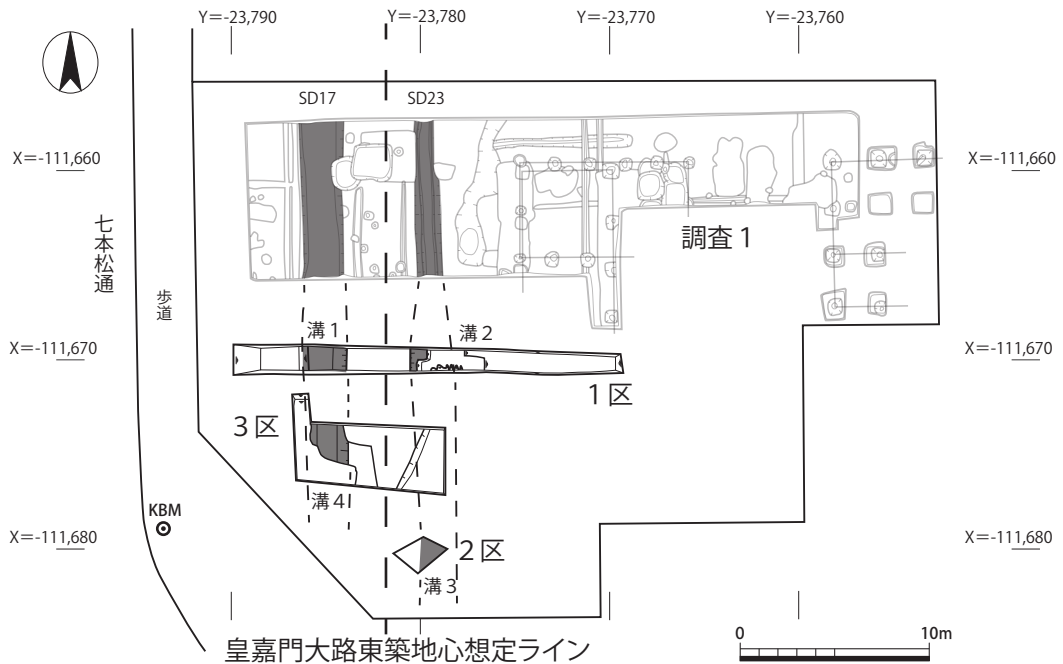 Y=-23,790
Y=-23,780
Y=-23,770
Y=-23,760
SD17
SD23
X=-111,660
X=-111,660
七本松通
歩道
調査 1
溝 1
溝 2
X=-111,670
X=-111,670
1 区
3 区
溝 4
KBM
X=-111,680
X=-111,680
2 区
溝 3
皇嘉門大路東築地心想定ライン
0
10m